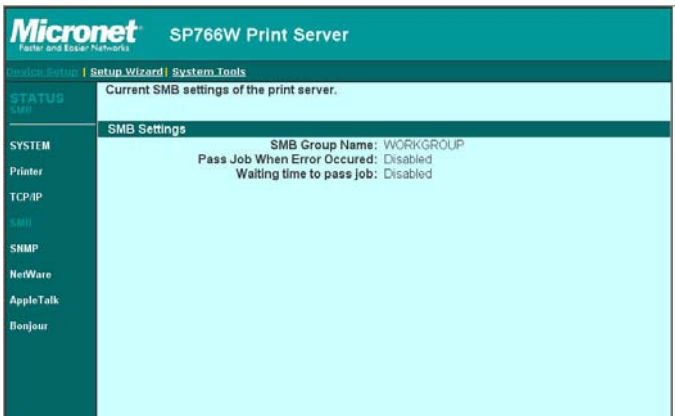 Micronet
Faster and Easier Networks
SP766W Print Server
Device Setup | Setup Wizard | System Tools
STATUS
SMB
Current SMB settings of the print server.
SMB Settings
SMB Group Name: WORKGROUP
Pass Job When Error Occured: Disabled
Waiting time to pass job: Disabled
SYSTEM
Printer
TCP/IP
SMB
SNMP
NetWare
AppleTalk
Bonjour